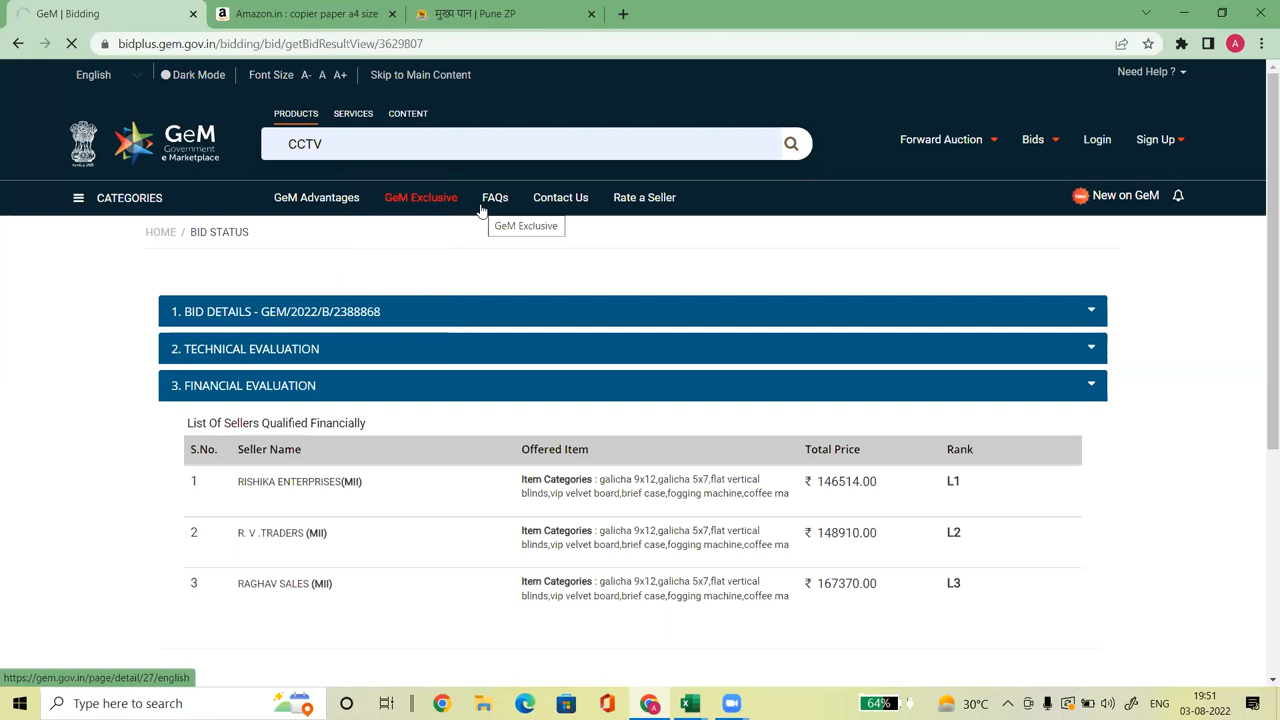 GeM | Bidding
Amazon.in : copier paper a4 size
मुख्य पान | Pune ZP
bidplus.gem.gov.in/bidding/bid/getBidResultView/3629807
A
English
Dark Mode
Font Size A- A A+
Skip to Main Content
Need Help ?
PRODUCTS SERVICES CONTENT
GeM
Government
e Marketplace
CCTV
Forward Auction
Bids
Login
Sign Up
CATEGORIES
GeM Advantages
GeM Exclusive
FAQs
Contact Us
Rate a Seller
New on GeM
GeM Exclusive
HOME / BID STATUS
1. BID DETAILS - GEM/2022/B/2388868
2. TECHNICAL EVALUATION
3. FINANCIAL EVALUATION
List Of Sellers Qualified Financially
S.No. Seller Name Offered Item Total Price Rank
1 RISHIKA ENTERPRISES(MII) Item Categories : galicha 9x12,galicha 5x7,flat vertical ₹ 146514.00 L1
blinds,vip velvet board,brief case,fogging machine,coffee ma
2 R. V .TRADERS (MII) Item Categories : galicha 9x12,galicha 5x7,flat vertical ₹ 148910.00 L2
blinds,vip velvet board,brief case,fogging machine,coffee ma
3 RAGHAV SALES (MII) Item Categories : galicha 9x12,galicha 5x7,flat vertical ₹ 167370.00 L3
blinds,vip velvet board,brief case,fogging machine,coffee ma
https://gem.gov.in/page/detail/27/english
Type here to search
64%
30°C
ENG
19:51
03-08-2022